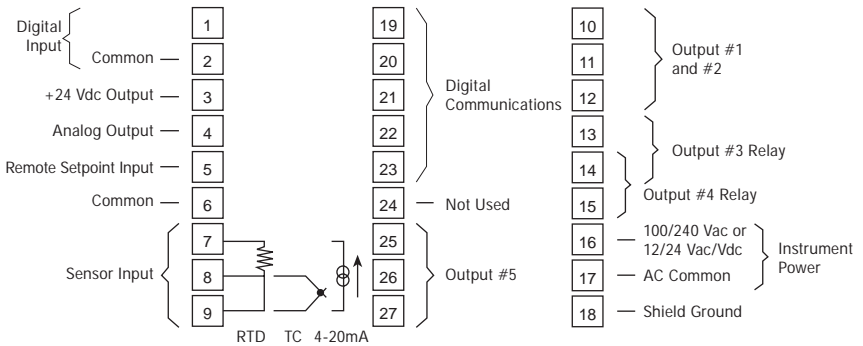 Digital
Input
1
Common
2
+24 Vdc Output
3
Analog Output
4
Remote Setpoint Input
5
Common
6
Sensor Input
7
8
9
RTD TC 4-20mA
19
20
21
22
23
Digital
Communications
24
Not Used
25
26
27
Output #5
10
11
12
Output #1
and #2
13
14
Output #3 Relay
15
Output #4 Relay
16
100/240 Vac or
12/24 Vac/Vdc
17
AC Common
Instrument
Power
18
Shield Ground